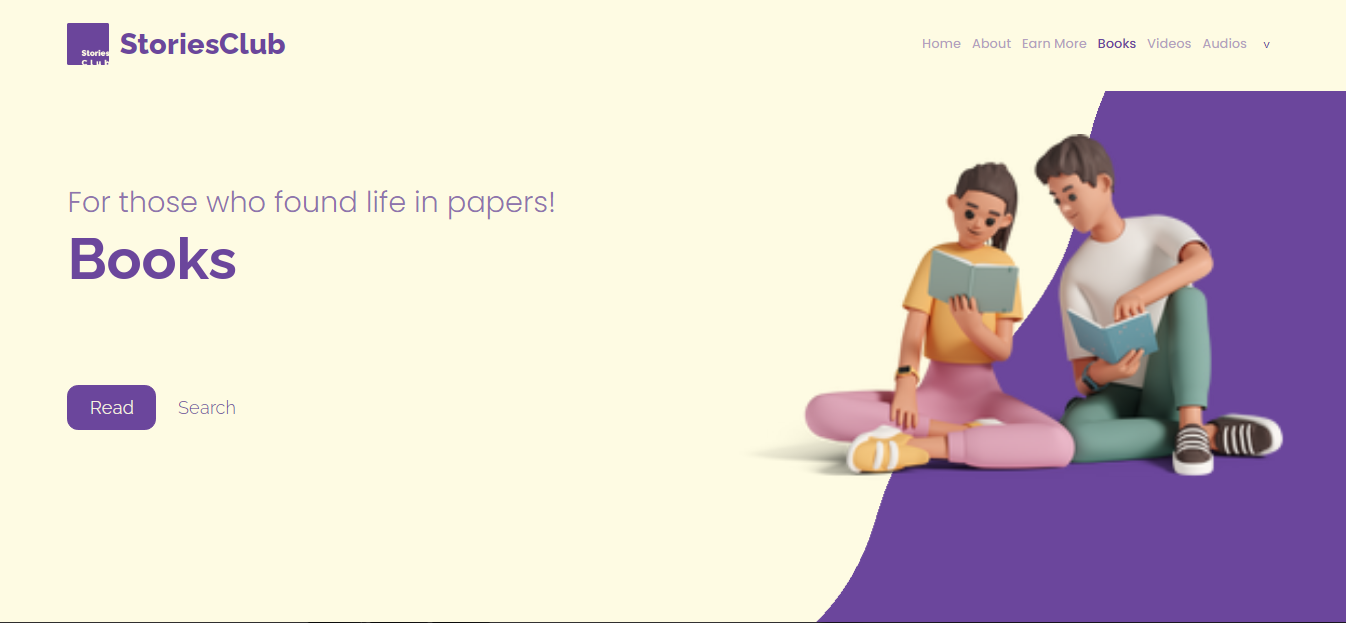 Stories
Club
StoriesClub
Home About Earn More Books Videos Audios v
For those who found life in papers!
Books
Read Search